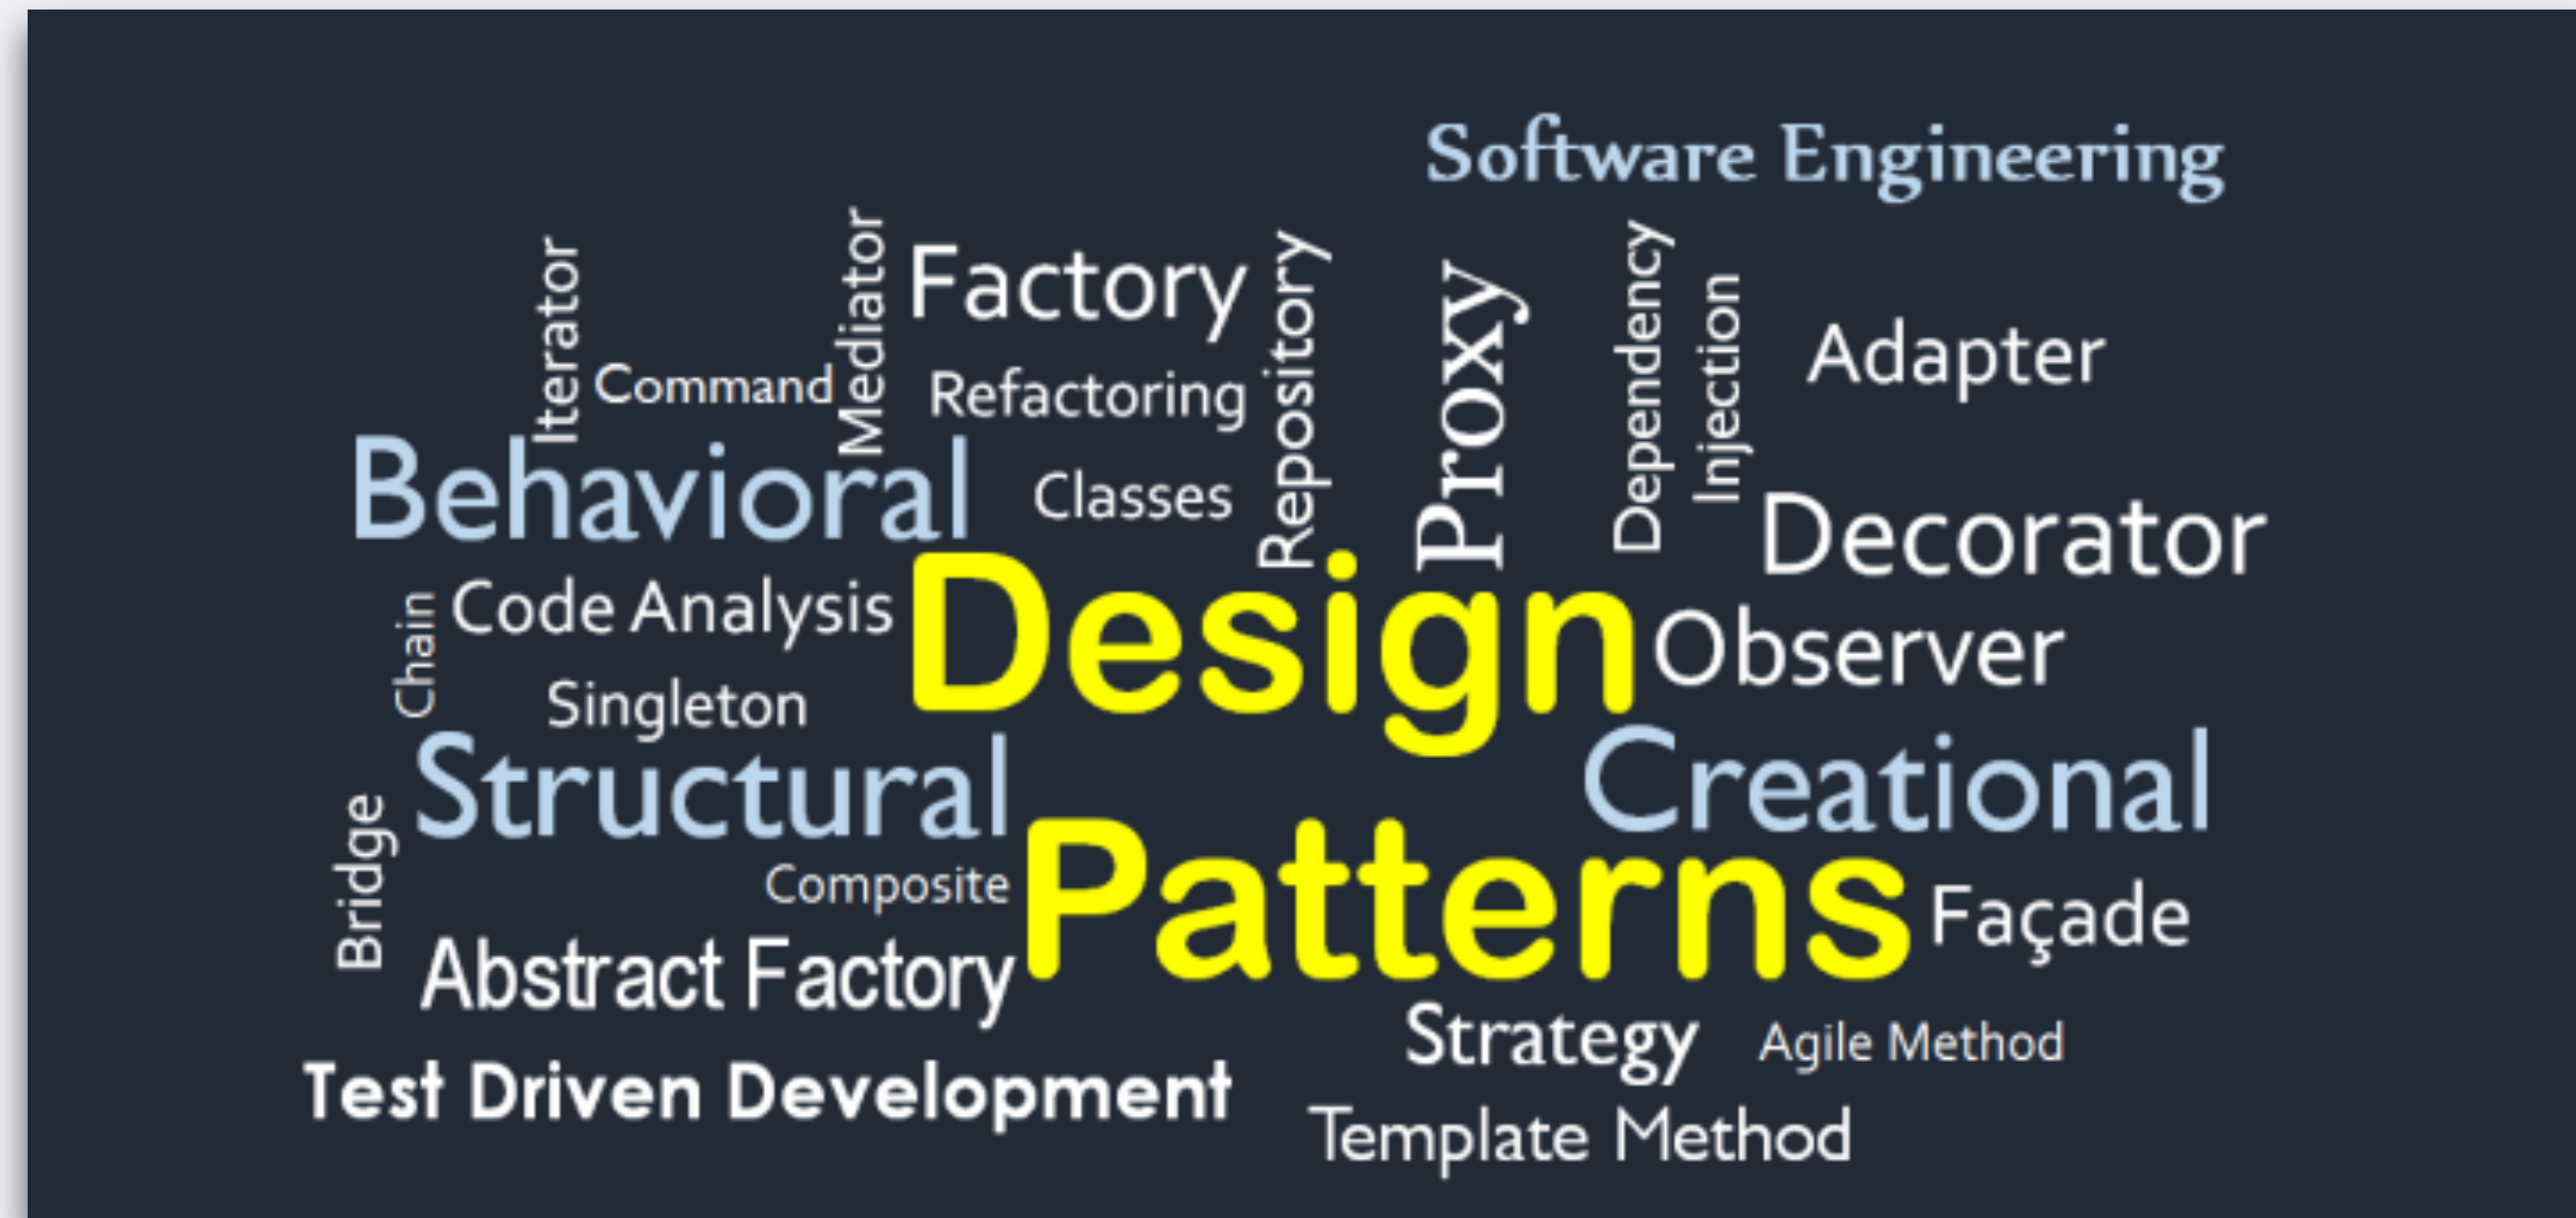 Software Engineering
Iterator
Command
Mediator
Factory
Refactoring
Repository
Proxy
Dependency
Injection
Adapter
Behavioral
Classes
Decorator
Chain
Code Analysis
Design
Observer
Singleton
Structural
Creational
Bridge
Composite
Patterns
Façade
Abstract Factory
Strategy
Agile Method
Test Driven Development
Template Method